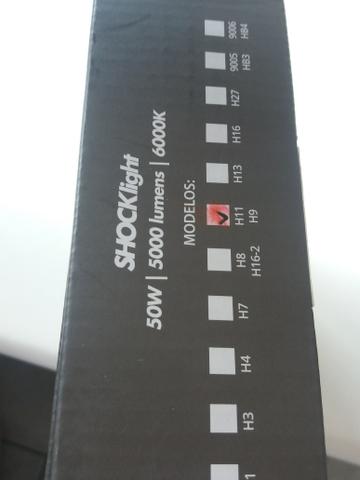 SHOCKlight
50W | 5000 lumens | 6000K
MODELOS:
1
H3
H4
H7
H8
H16-2
H11
H9
H13
H16
H27
9005
HB3
9006
HB4